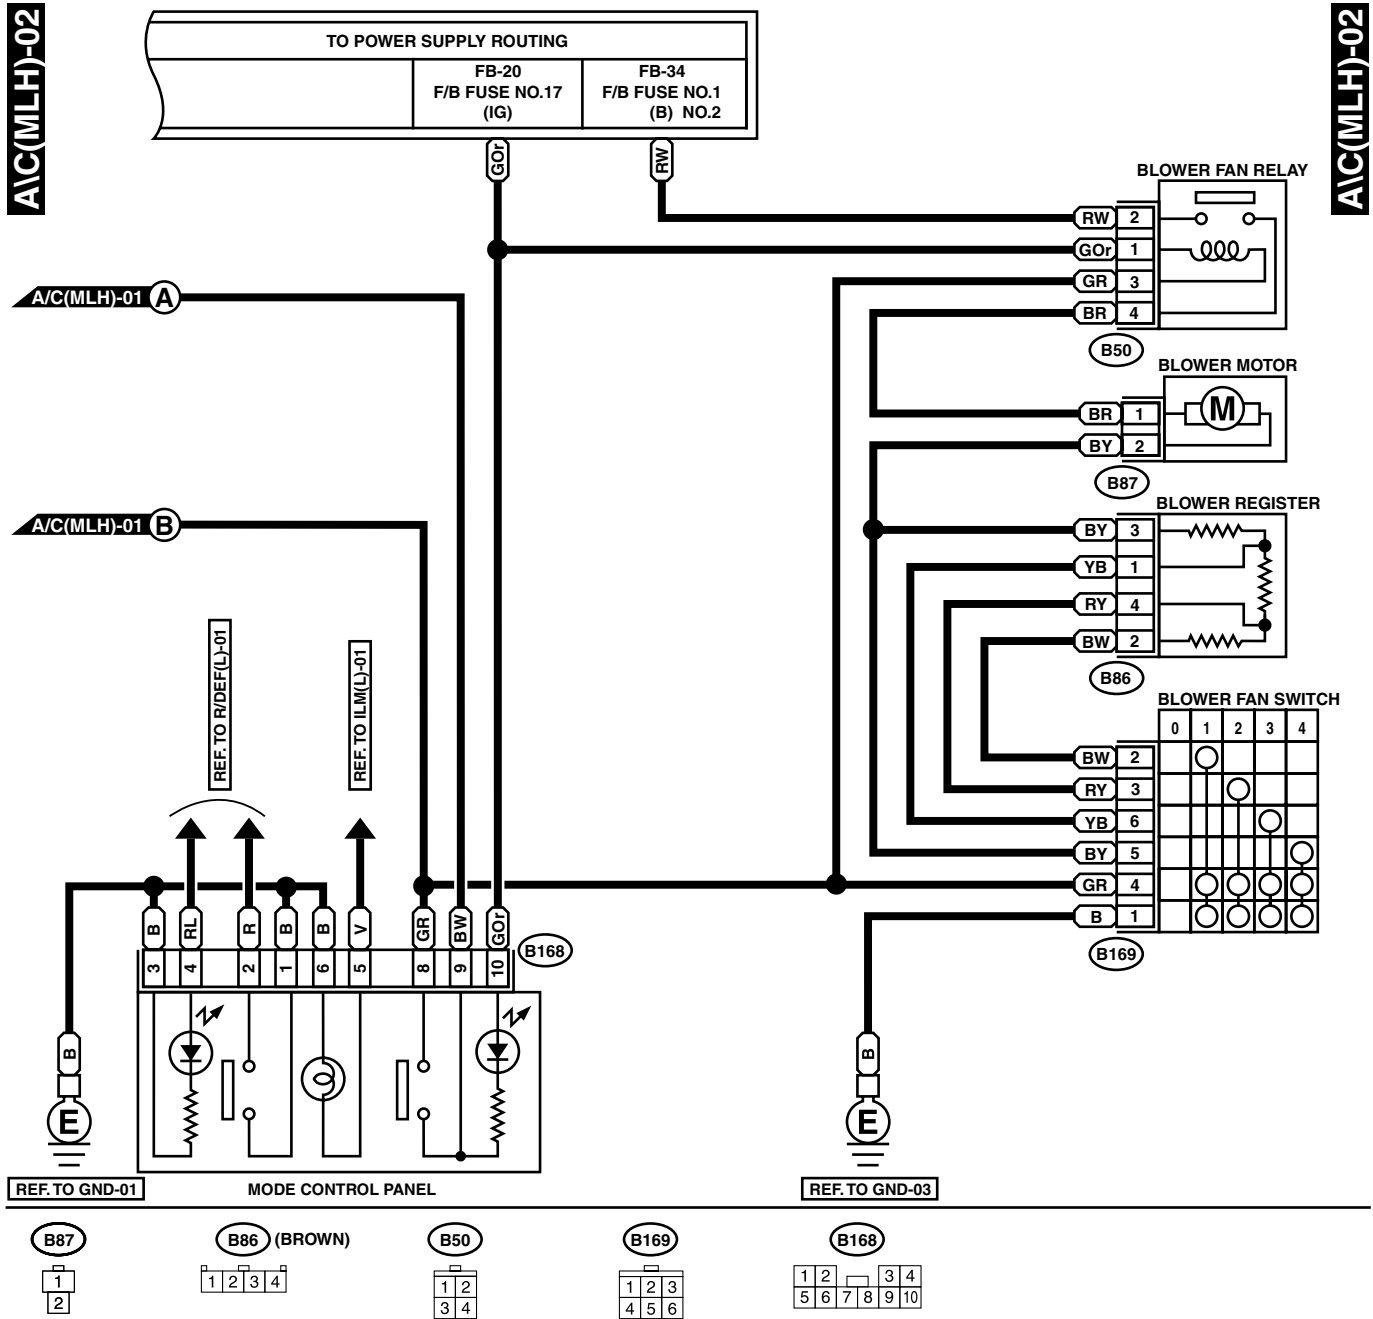 A\C(MLH)-02
A\C(MLH)-02
TO POWER SUPPLY ROUTING
FB-20
F/B FUSE NO.17
(IG)
FB-34
F/B FUSE NO.1
(B) NO.2
GOr
RW
BLOWER FAN RELAY
RW 2
GOr 1
GR 3
BR 4
B50
A/C(MLH)-01 A
BLOWER MOTOR
BR 1
BY 2
M
B87
A/C(MLH)-01 B
BLOWER REGISTER
BY 3
YB 1
RY 4
BW 2
B86
REF. TO R/DEF(L)-01
REF. TO ILM(L)-01
BLOWER FAN SWITCH
0 1 2 3 4
BW 2
RY 3
YB 6
BY 5
GR 4
B 1
B169
B RL R B B V GR BW GOr
3 4 2 1 6 5 8 9 10
B168
B
E
REF. TO GND-01
MODE CONTROL PANEL
B
E
REF. TO GND-03
B87
1
2
B86 (BROWN)
1 2 3 4
B50
1 2
3 4
B169
1 2 3
4 5 6
B168
1 2 3 4
5 6 7 8 9 10